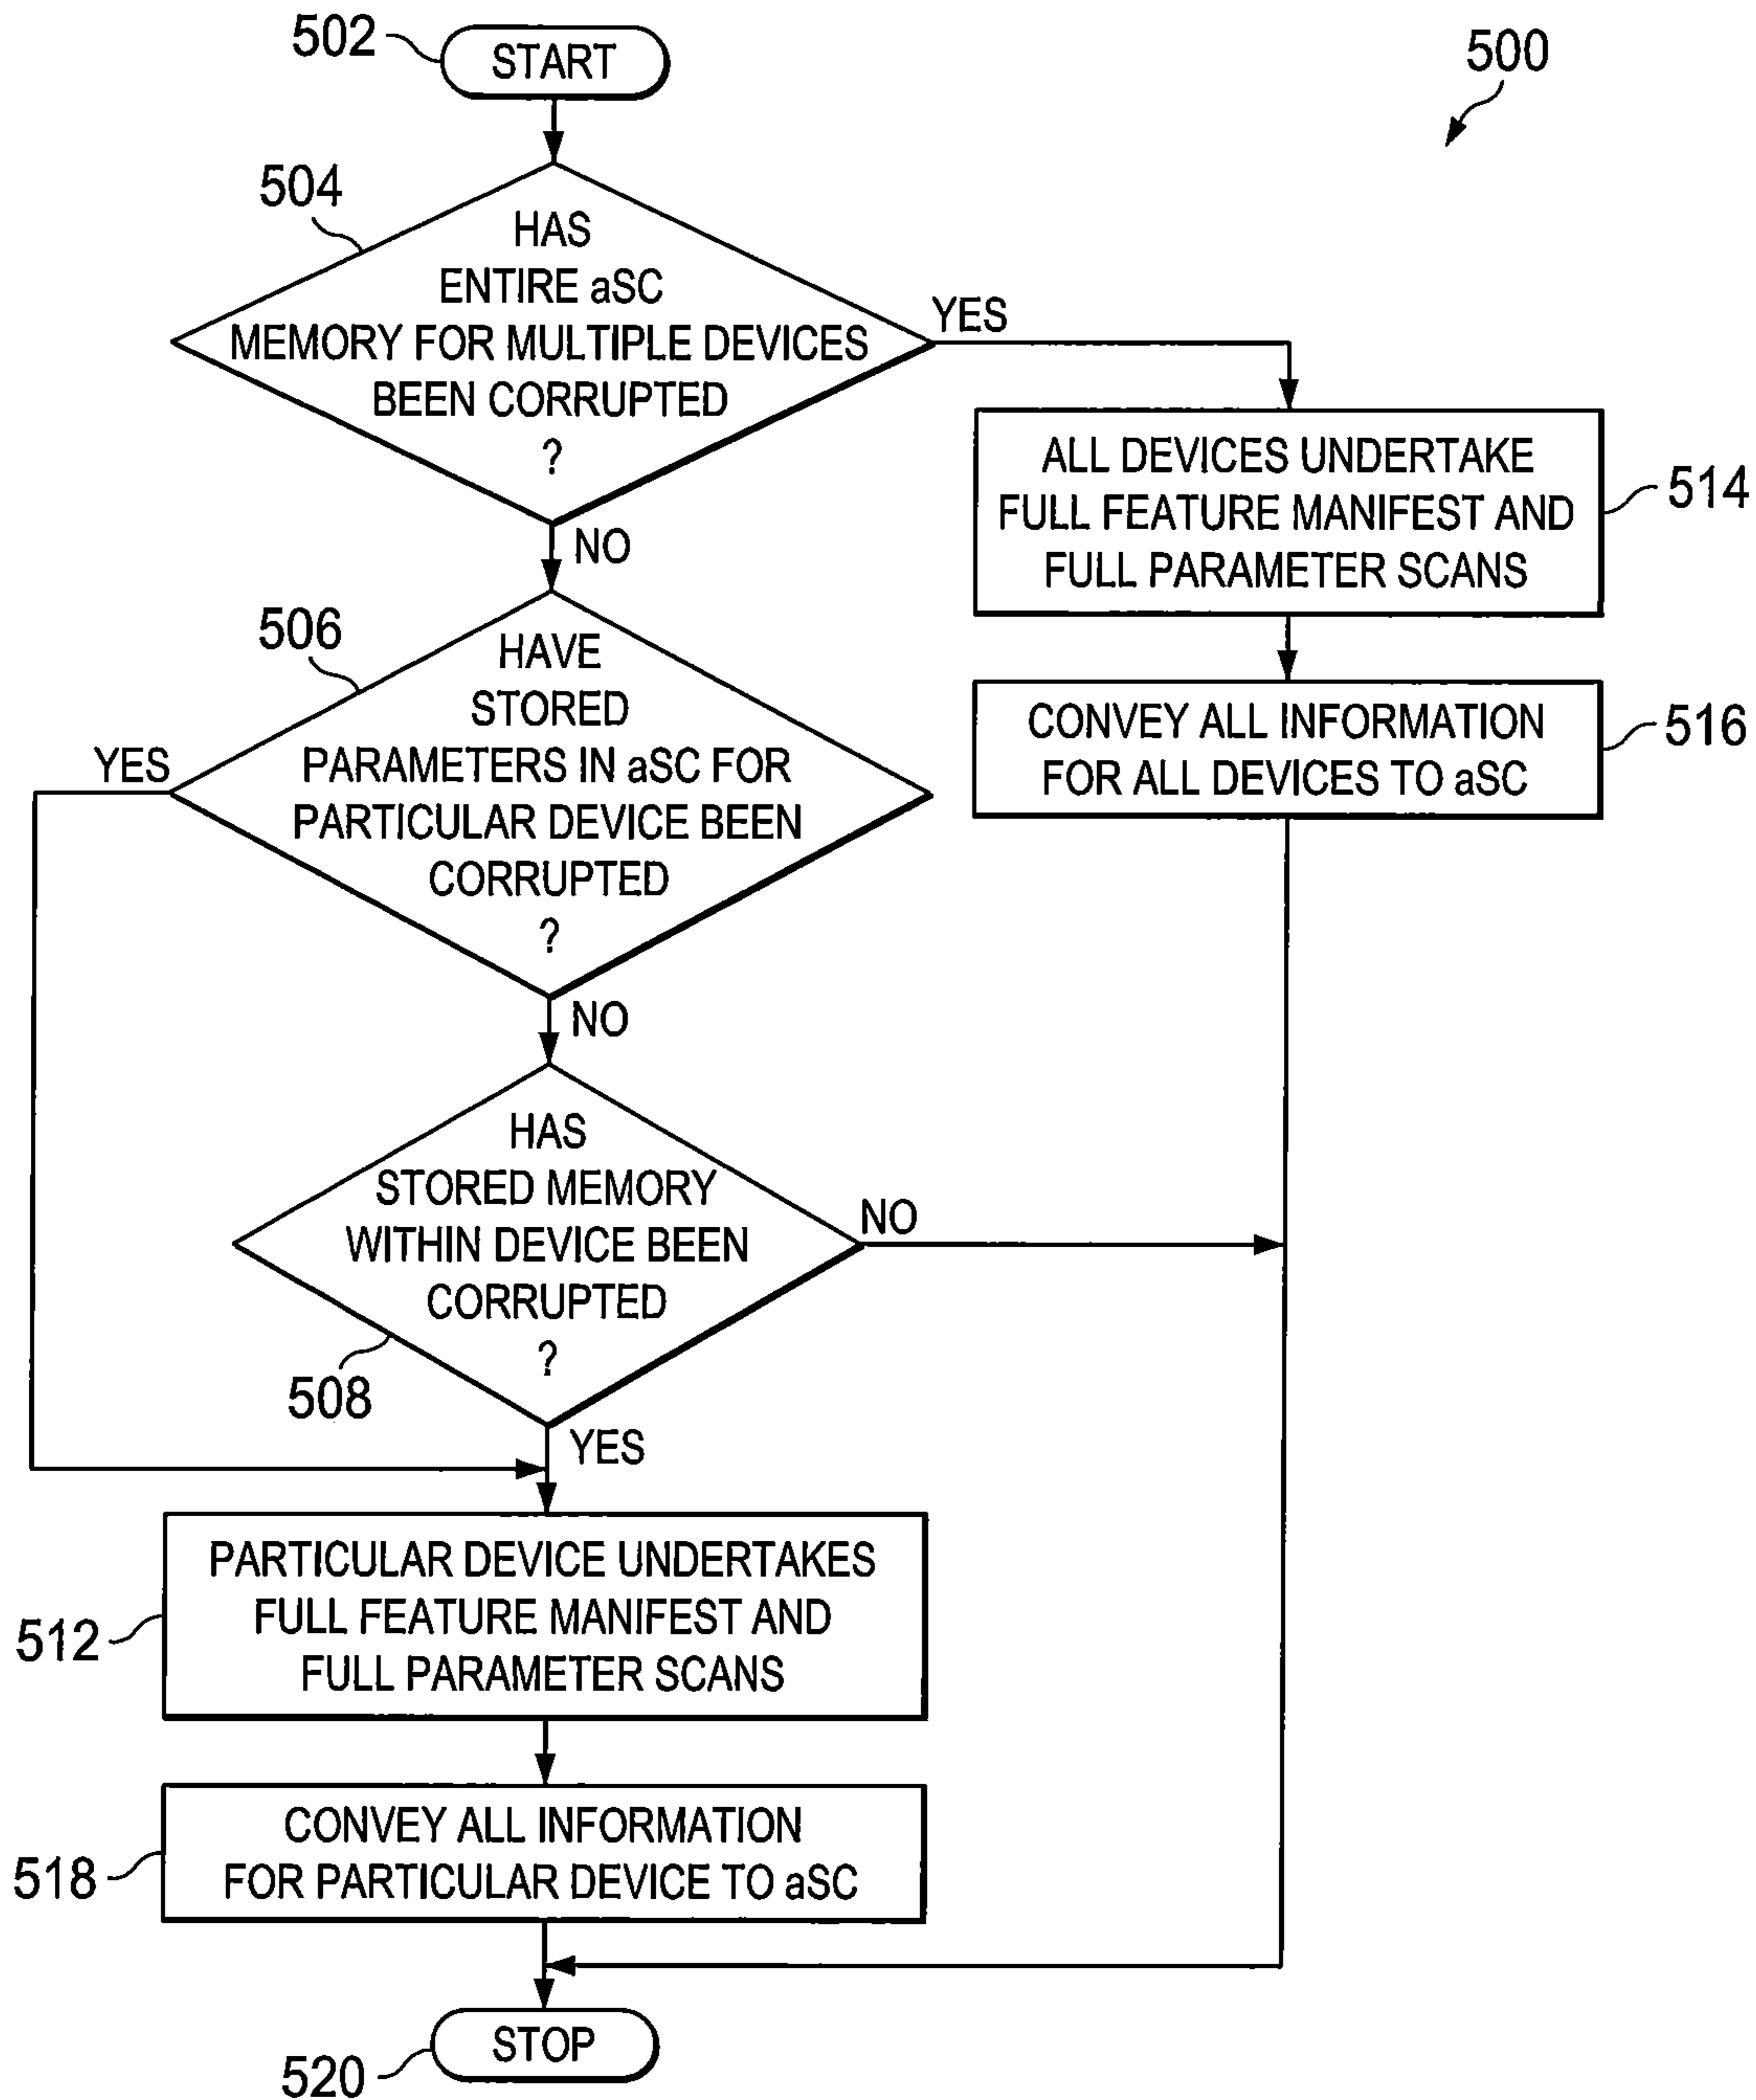 502
START
500
504
HAS
ENTIRE aSC
MEMORY FOR MULTIPLE DEVICES
BEEN CORRUPTED
?
YES
NO
ALL DEVICES UNDERTAKE
FULL FEATURE MANIFEST AND
FULL PARAMETER SCANS
514
506
HAVE
STORED
PARAMETERS IN aSC FOR
PARTICULAR DEVICE BEEN
CORRUPTED
?
YES
NO
CONVEY ALL INFORMATION
FOR ALL DEVICES TO aSC
516
HAS
STORED MEMORY
WITHIN DEVICE BEEN
CORRUPTED
?
NO
508
YES
PARTICULAR DEVICE UNDERTAKES
FULL FEATURE MANIFEST AND
FULL PARAMETER SCANS
512
CONVEY ALL INFORMATION
FOR PARTICULAR DEVICE TO aSC
518
STOP
520